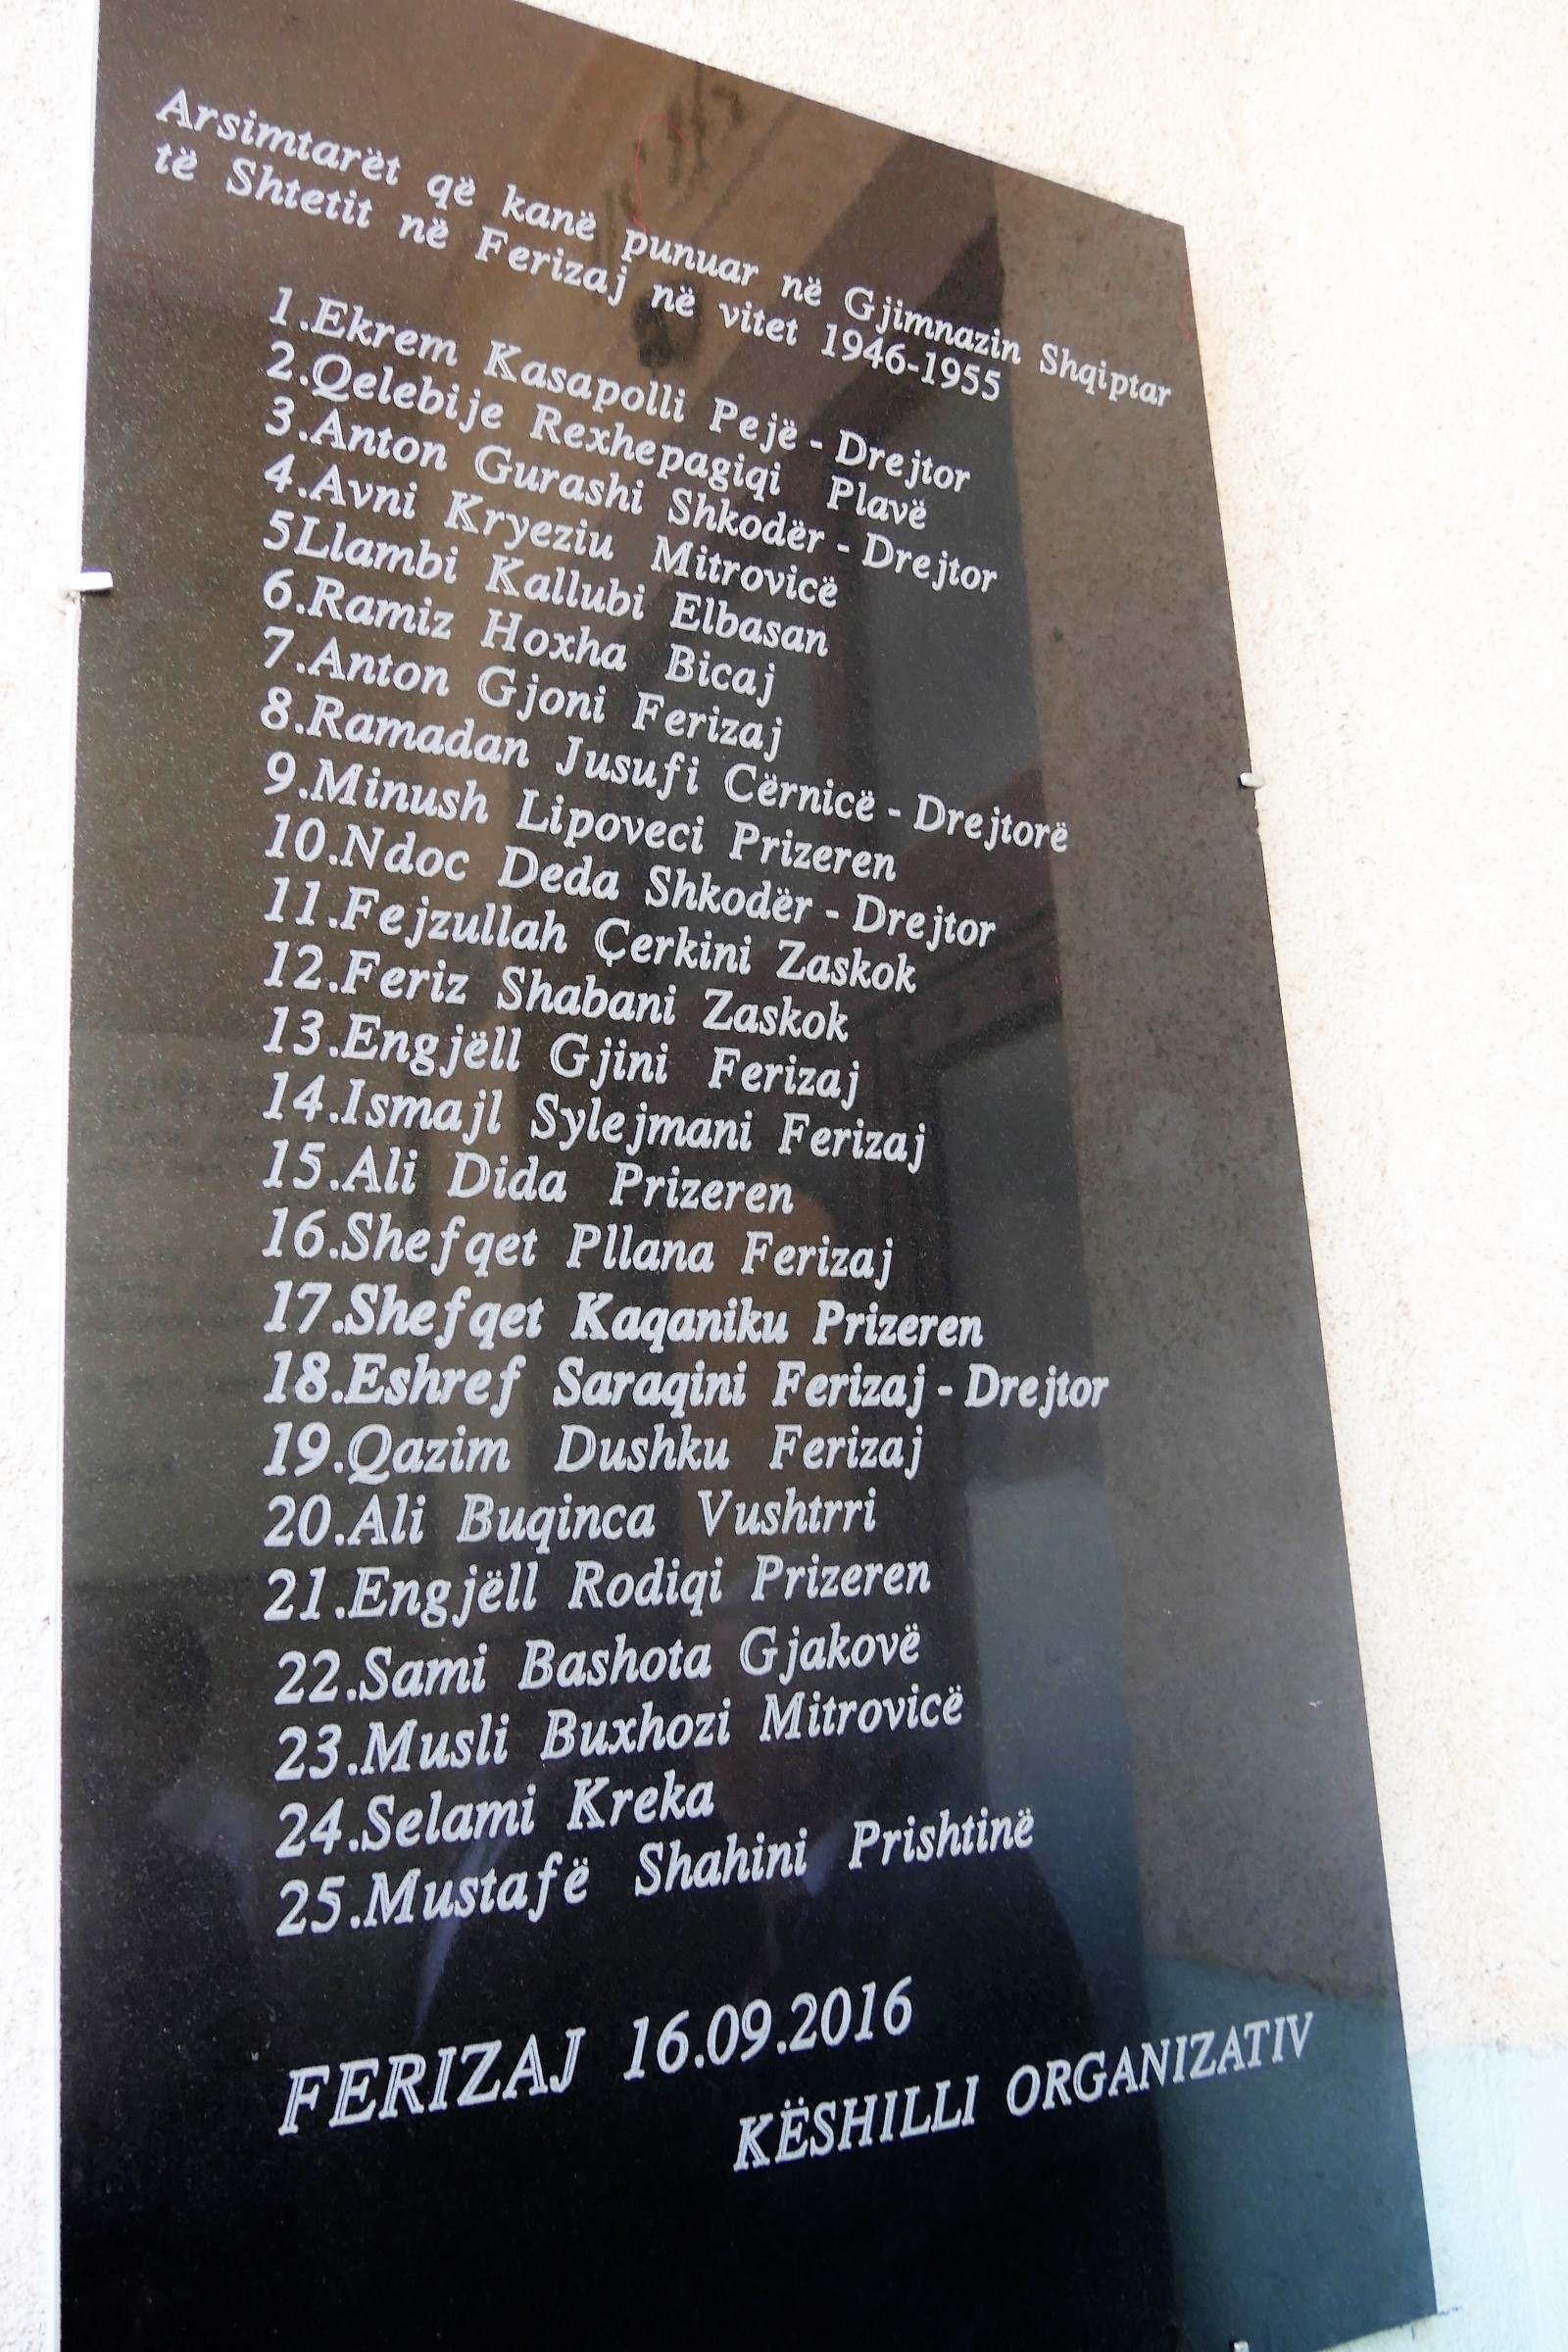 Arsimtarët që kanë punuar në Gjimnazin Shqiptar
të Shtetit në Ferizaj në vitet 1946-1955
1.Ekrem Kasapolli Pejë - Drejtor
2.Qelebije Rexhepagiqi Plavë
3.Anton Gurashi Shkodër - Drejtor
4.Avni Kryeziu Mitrovicë
5Llambi Kallubi Elbasan
6.Ramiz Hoxha Bicaj
7.Anton Gjoni Ferizaj
8.Ramadan Jusufi Cërnicë - Drejtorë
9.Minush Lipoveci Prizeren
10.Ndoc Deda Shkodër - Drejtor
11.Fejzullah Çerkini Zaskok
12.Feriz Shabani Zaskok
13.Engjëll Gjini Ferizaj
14.Ismajl Sylejmani Ferizaj
15.Ali Dida Prizeren
16.Shefqet Pllana Ferizaj
17.Shefqet Kaqaniku Prizeren
18.Eshref Saraqini Ferizaj - Drejtor
19.Qazim Dushku Ferizaj
20.Ali Buqinca Vushtrri
21.Engjëll Rodiqi Prizeren
22.Sami Bashota Gjakovë
23.Musli Buxhozi Mitrovicë
24.Selami Kreka
25.Mustafë Shahini Prishtinë
FERIZAJ 16.09.2016
KËSHILLI ORGANIZATIV